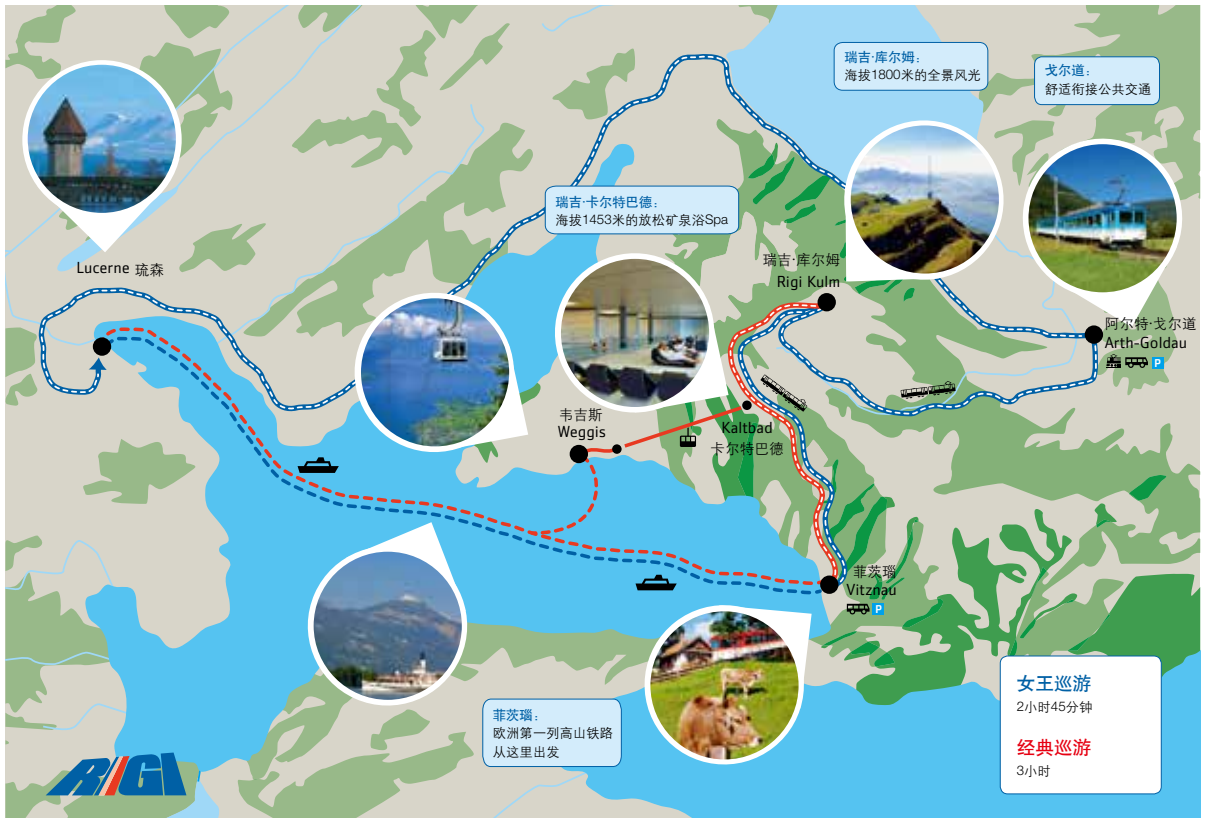 瑞吉·库尔姆：
海拔1800米的全景风光
戈尔道：
舒适衔接公共交通
瑞吉·卡尔特巴德：
海拔1453米的放松矿泉浴Spa
Lucerne 琉森
瑞吉·库尔姆
Rigi Kulm
阿尔特·戈尔道
Arth-Goldau
P
韦吉斯
Weggis
Kaltbad
卡尔特巴德
菲茨瑙
Vitznau
P
菲茨瑙：
欧洲第一列高山铁路
从这里出发
女王巡游
2小时45分钟
经典巡游
3小时
RIGI